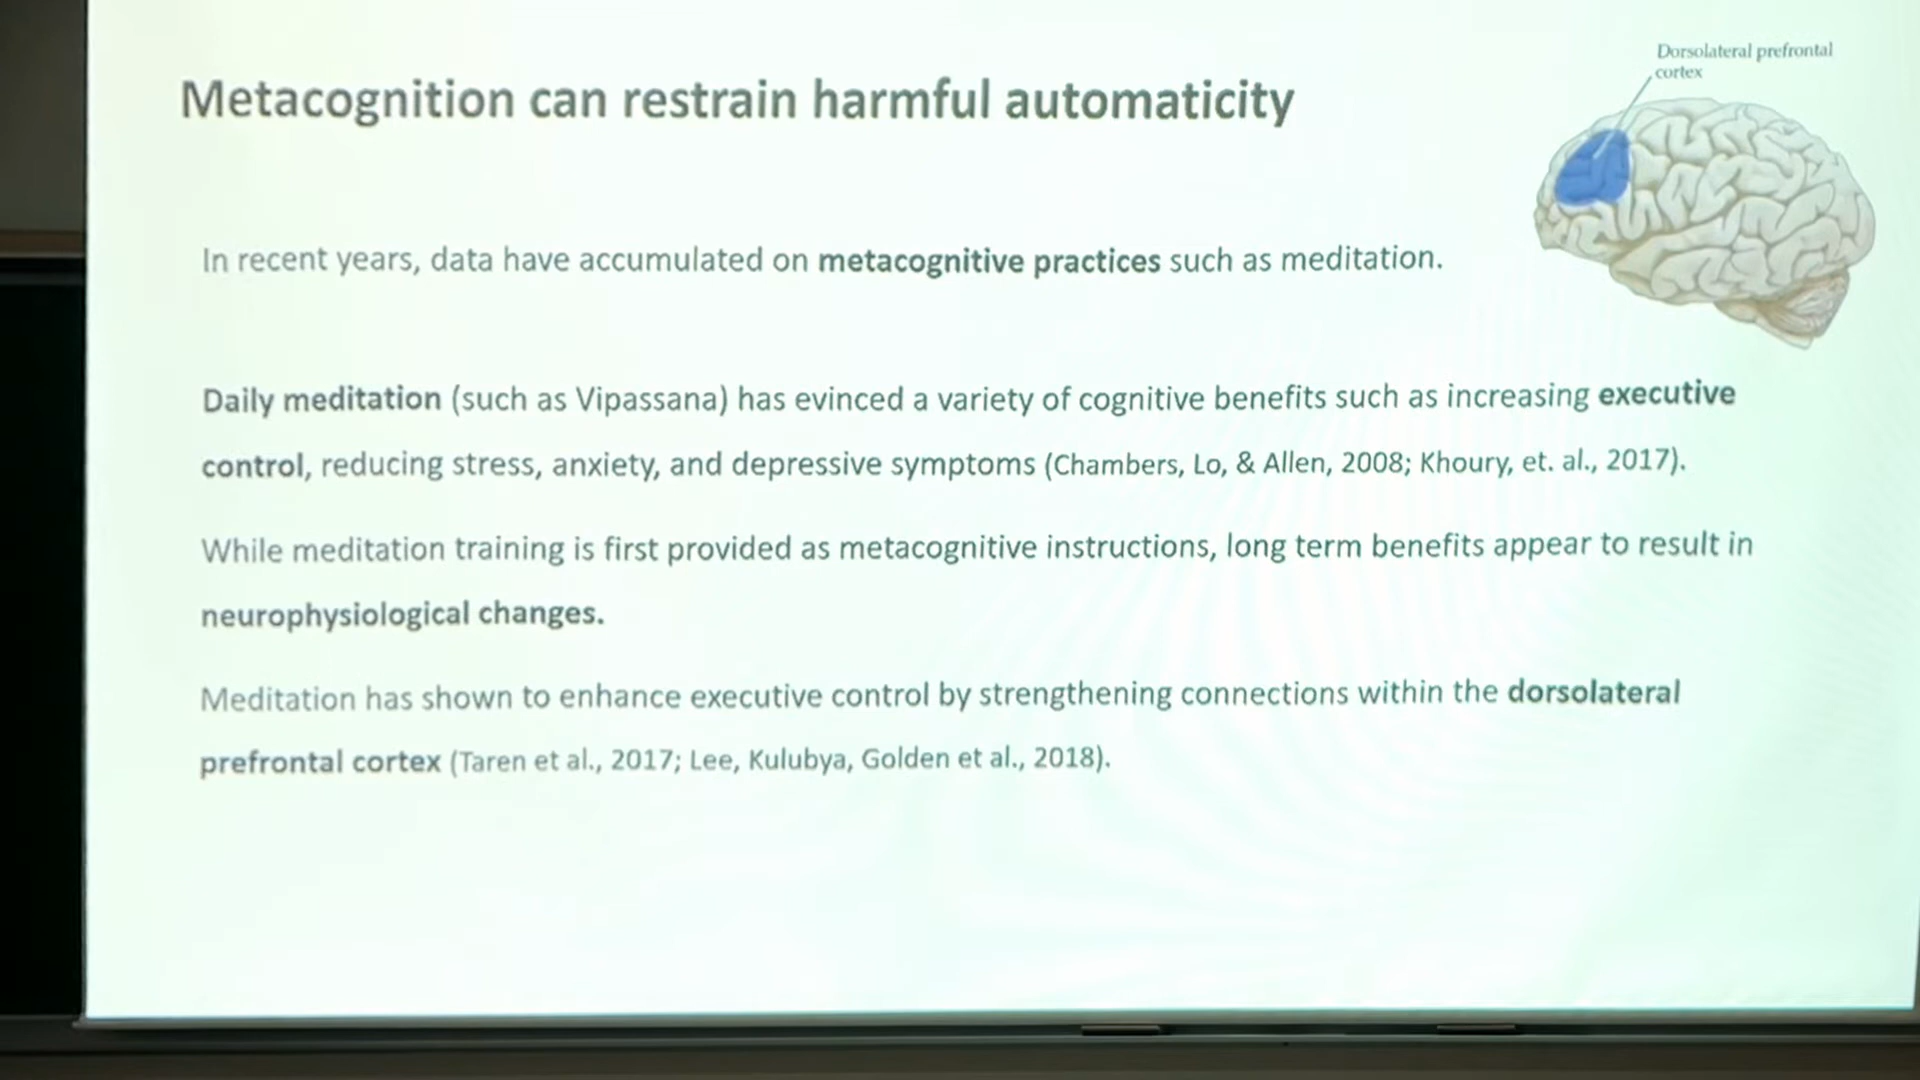 Dorsolateral prefrontal
cortex
Metacognition can restrain harmful automaticity
In recent years, data have accumulated on metacognitive practices such as meditation.
Daily meditation (such as Vipassana) has evinced a variety of cognitive benefits such as increasing executive
control, reducing stress, anxiety, and depressive symptoms (Chambers, Lo, & Allen, 2008; Khoury, et. al., 2017).
While meditation training is first provided as metacognitive instructions, long term benefits appear to result in
neurophysiological changes.
Meditation has shown to enhance executive control by strengthening connections within the dorsolateral
prefrontal cortex (Taren et al., 2017; Lee, Kulubya, Golden et al., 2018).